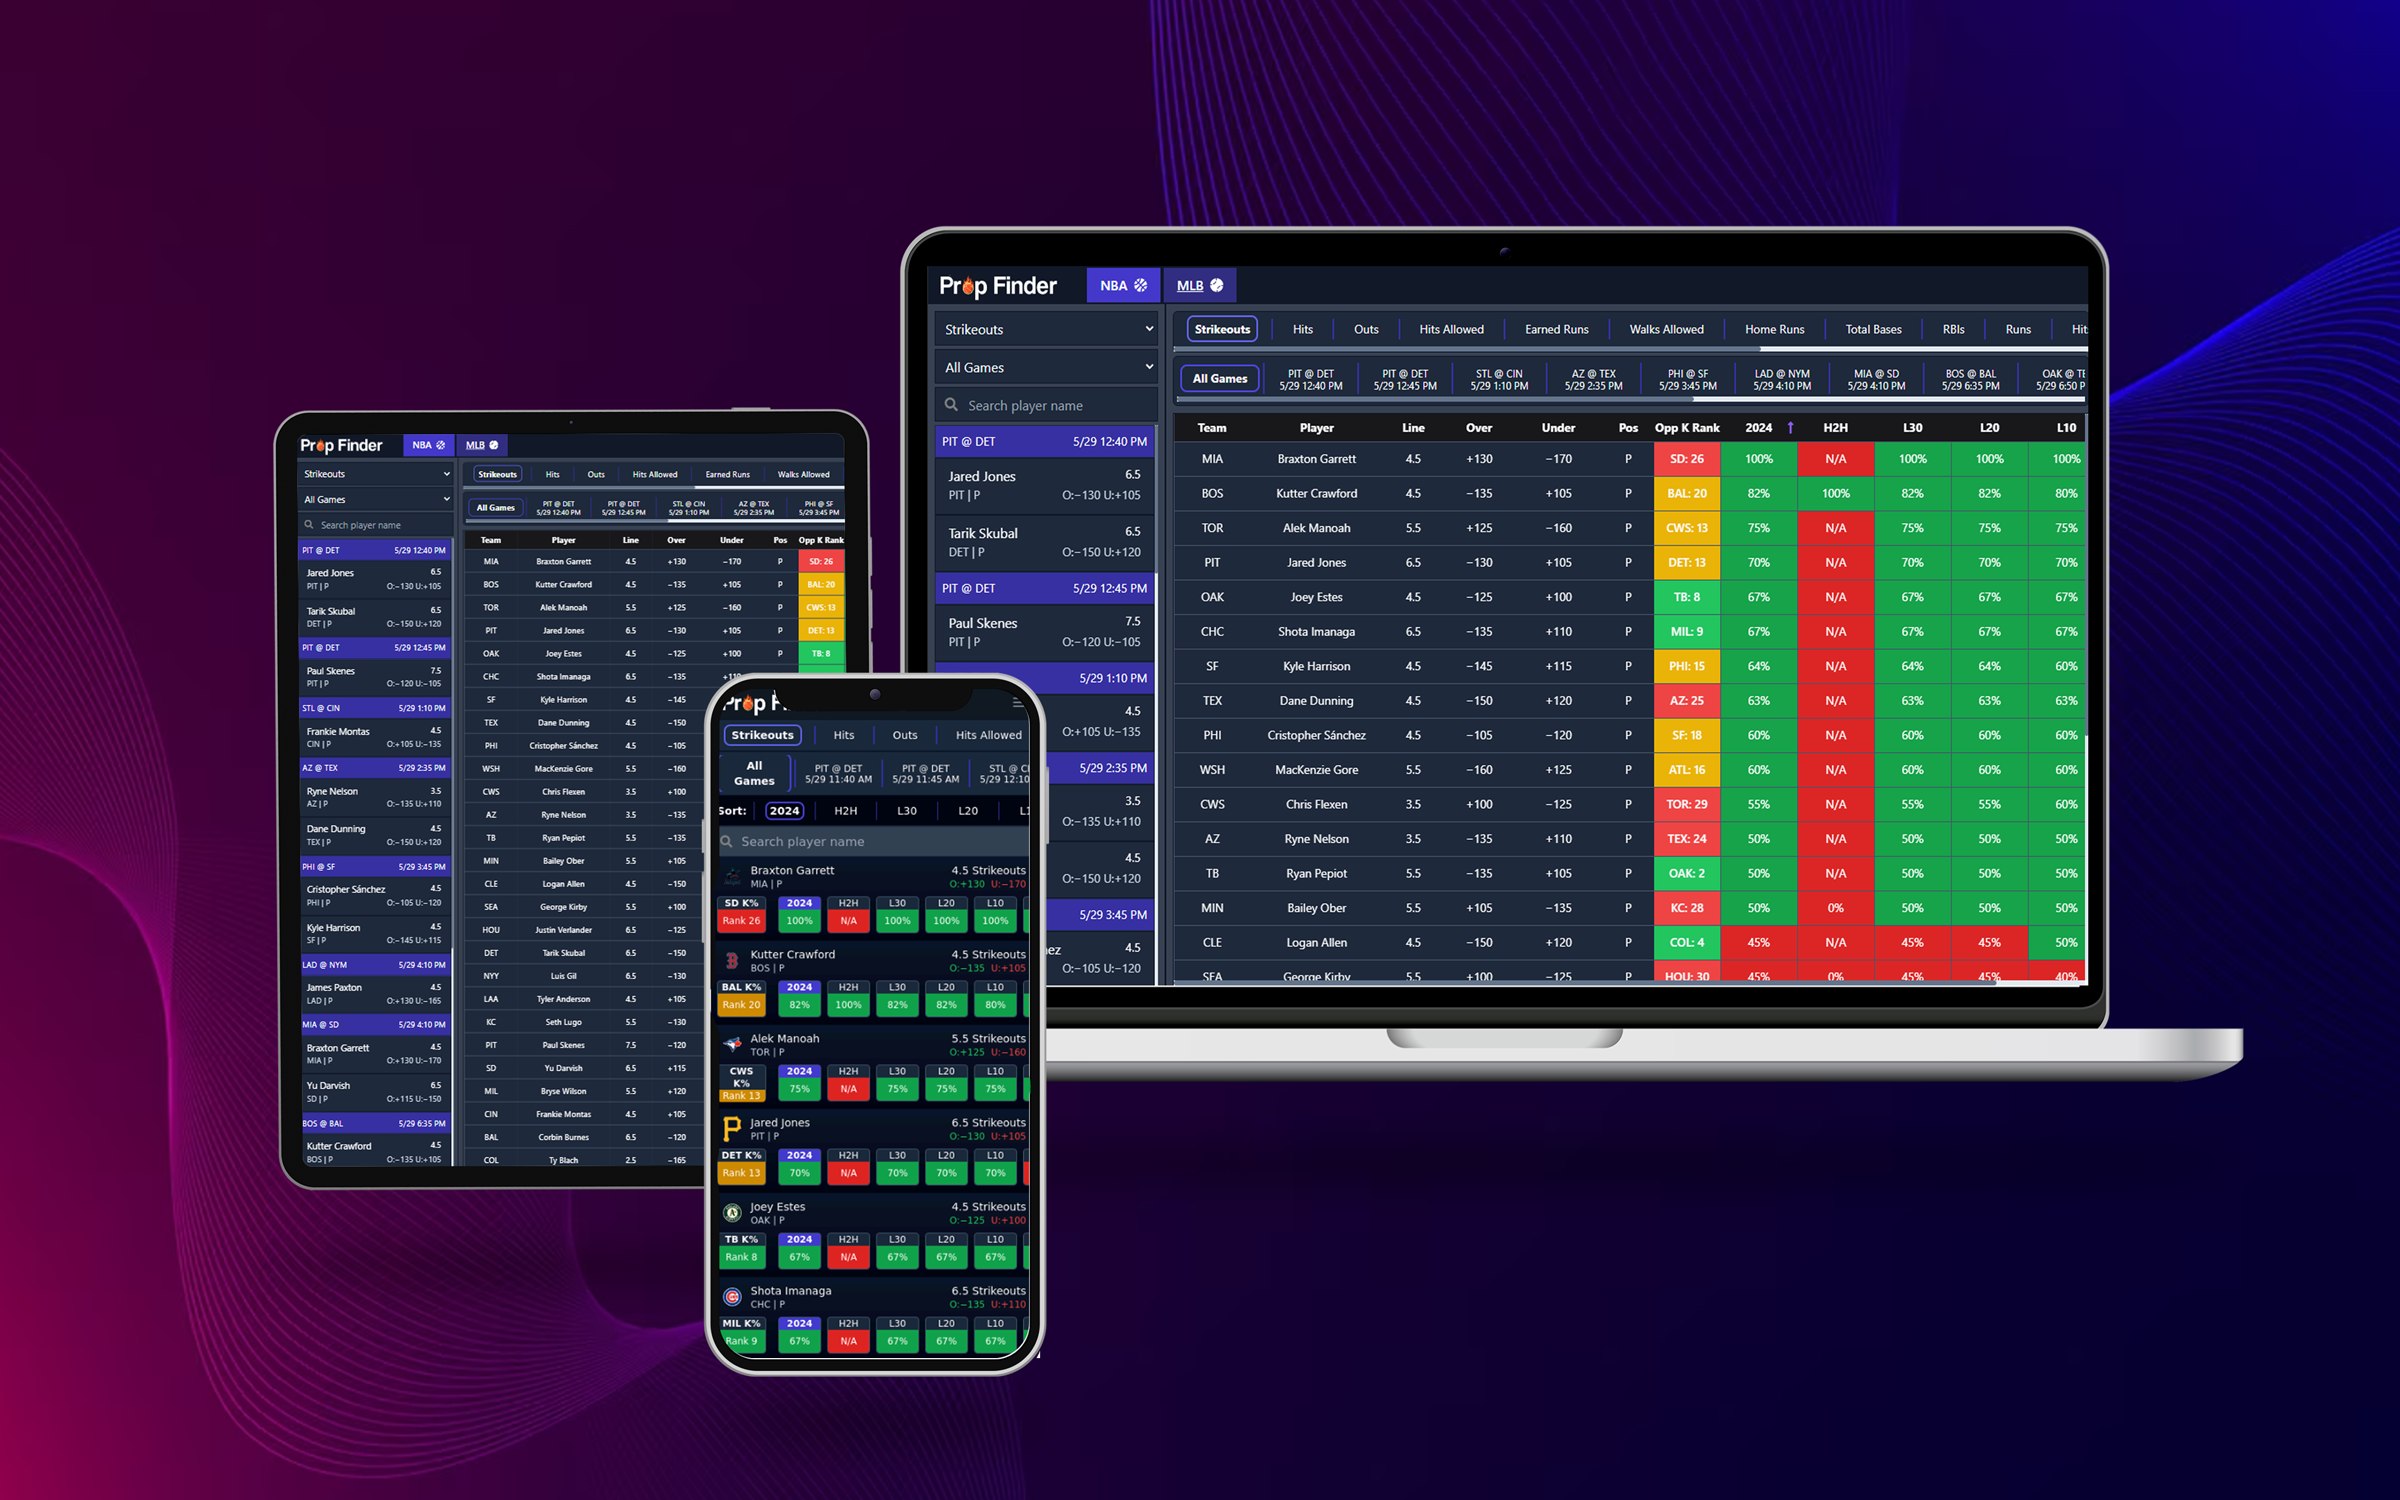 Prop Finder
NBA
MLB
Strikeouts
All Games
Search player name
PIT @ DET 5/29 12:40 PM
Jared Jones 6.5
PIT | P O:−130 U:+105
Tarik Skubal 6.5
DET | P O:−150 U:+120
PIT @ DET 5/29 12:45 PM
Paul Skenes 7.5
PIT | P O:−120 U:−105
5/29 1:10 PM
4.5
O:+105 U:−135
5/29 2:35 PM
3.5
O:−135 U:+110
4.5
O:−150 U:+120
5/29 3:45 PM
ez 4.5
O:−105 U:−120
Strikeouts Hits Outs Hits Allowed Earned Runs Walks Allowed Home Runs Total Bases RBIs Runs Hit
All Games PIT @ DET PIT @ DET STL @ CIN AZ @ TEX PHI @ SF LAD @ NYM MIA @ SD BOS @ BAL OAK @ TE
5/29 12:40 PM 5/29 12:45 PM 5/29 1:10 PM 5/29 2:35 PM 5/29 3:45 PM 5/29 4:10 PM 5/29 4:10 PM 5/29 6:35 PM 5/29 6:50 P
Team Player Line Over Under Pos Opp K Rank 2024 ↑ H2H L30 L20 L10
MIA Braxton Garrett 4.5 +130 −170 P SD: 26 100% N/A 100% 100% 100%
BOS Kutter Crawford 4.5 −135 +105 P BAL: 20 82% 100% 82% 82% 80%
TOR Alek Manoah 5.5 +125 −160 P CWS: 13 75% N/A 75% 75% 75%
PIT Jared Jones 6.5 −130 +105 P DET: 13 70% N/A 70% 70% 70%
OAK Joey Estes 4.5 −125 +100 P TB: 8 67% N/A 67% 67% 67%
CHC Shota Imanaga 6.5 −135 +110 P MIL: 9 67% N/A 67% 67% 67%
SF Kyle Harrison 4.5 −145 +115 P PHI: 15 64% N/A 64% 64% 60%
TEX Dane Dunning 4.5 −150 +120 P AZ: 25 63% N/A 63% 63% 63%
PHI Cristopher Sánchez 4.5 −105 −120 P SF: 18 60% N/A 60% 60% 60%
WSH MacKenzie Gore 5.5 −160 +125 P ATL: 16 60% N/A 60% 60% 60%
CWS Chris Flexen 3.5 +100 −125 P TOR: 29 55% N/A 55% 55% 60%
AZ Ryne Nelson 3.5 −135 +110 P TEX: 24 50% N/A 50% 50% 50%
TB Ryan Pepiot 5.5 −135 +105 P OAK: 2 50% N/A 50% 50% 50%
MIN Bailey Ober 5.5 +105 −135 P KC: 28 50% 0% 50% 50% 50%
CLE Logan Allen 4.5 −150 +120 P COL: 4 45% N/A 45% 45% 50%
SEA George Kirby 5.5 +100 −125 P HOU: 30 45% 0% 45% 45% 40%
Prop Finder
NBA
MLB
Strikeouts
All Games
Search player name
PIT @ DET 5/29 12:40 PM
Jared Jones 6.5
PIT | P O:−130 U:+105
Tarik Skubal 6.5
DET | P O:−150 U:+120
PIT @ DET 5/29 12:45 PM
Paul Skenes 7.5
PIT | P O:−120 U:−105
STL @ CIN 5/29 1:10 PM
Frankie Montas 4.5
CIN | P O:+105 U:−135
AZ @ TEX 5/29 2:35 PM
Ryne Nelson 3.5
AZ | P O:−135 U:+110
Dane Dunning 4.5
TEX | P O:−150 U:+120
PHI @ SF 5/29 3:45 PM
Cristopher Sánchez 4.5
PHI | P O:−105 U:−120
Kyle Harrison 4.5
SF | P O:−145 U:+115
LAD @ NYM 5/29 4:10 PM
James Paxton 4.5
LAD | P O:+130 U:−165
MIA @ SD 5/29 4:10 PM
Braxton Garrett 4.5
MIA | P O:+130 U:−170
Yu Darvish 6.5
SD | P O:+115 U:−150
BOS @ BAL 5/29 6:35 PM
Kutter Crawford 4.5
BOS | P O:−135 U:+105
Strikeouts Hits Outs Hits Allowed Earned Runs Walks Allowed
All Games PIT @ DET PIT @ DET STL @ CIN AZ @ TEX PHI @ SF
5/29 12:40 PM 5/29 12:45 PM 5/29 1:10 PM 5/29 2:35 PM 5/29 3:45 PM
Team Player Line Over Under Pos Opp K Rank
MIA Braxton Garrett 4.5 +130 −170 P SD: 26
BOS Kutter Crawford 4.5 −135 +105 P BAL: 20
TOR Alek Manoah 5.5 +125 −160 P CWS: 13
PIT Jared Jones 6.5 −130 +105 P DET: 13
OAK Joey Estes 4.5 −125 +100 P TB: 8
CHC Shota Imanaga 6.5 −135 +110
SF Kyle Harrison 4.5 −145
TEX Dane Dunning 4.5 −150
PHI Cristopher Sánchez 4.5 −105
WSH MacKenzie Gore 5.5 −160
CWS Chris Flexen 3.5 +100
AZ Ryne Nelson 3.5 −135
TB Ryan Pepiot 5.5 −135
MIN Bailey Ober 5.5 +105
CLE Logan Allen 4.5 −150
SEA George Kirby 5.5 +100
HOU Justin Verlander 6.5 −125
DET Tarik Skubal 6.5 −150
NYY Luis Gil 6.5 −130
LAA Tyler Anderson 4.5 +105
KC Seth Lugo 5.5 −130
PIT Paul Skenes 7.5 −120
SD Yu Darvish 6.5 +115
MIL Bryse Wilson 5.5 +120
CIN Frankie Montas 4.5 +105
BAL Corbin Burnes 6.5 −120
COL Ty Blach 2.5 −165
Prop Fi
Strikeouts Hits Outs Hits Allowed
All Games PIT @ DET PIT @ DET STL @ CI
5/29 11:40 AM 5/29 11:45 AM 5/29 12:10
Sort: 2024 H2H L30 L20 L1
Search player name
Braxton Garrett 4.5 Strikeouts
MIA | P O:+130 U:−170
SD K% 2024 H2H L30 L20 L10
Rank 26 100% N/A 100% 100% 100%
Kutter Crawford 4.5 Strikeouts
BOS | P O:−135 U:+105
BAL K% 2024 H2H L30 L20 L10
Rank 20 82% 100% 82% 82% 80%
Alek Manoah 5.5 Strikeouts
TOR | P O:+125 U:−160
CWS K% 2024 H2H L30 L20 L10
Rank 13 75% N/A 75% 75% 75%
Jared Jones 6.5 Strikeouts
PIT | P O:−130 U:+105
DET K% 2024 H2H L30 L20 L10
Rank 13 70% N/A 70% 70% 70%
Joey Estes 4.5 Strikeouts
OAK | P O:−125 U:+100
TB K% 2024 H2H L30 L20 L10
Rank 8 67% N/A 67% 67% 67%
Shota Imanaga 6.5 Strikeouts
CHC | P O:−135 U:+110
MIL K% 2024 H2H L30 L20 L10
Rank 9 67% N/A 67% 67% 67%